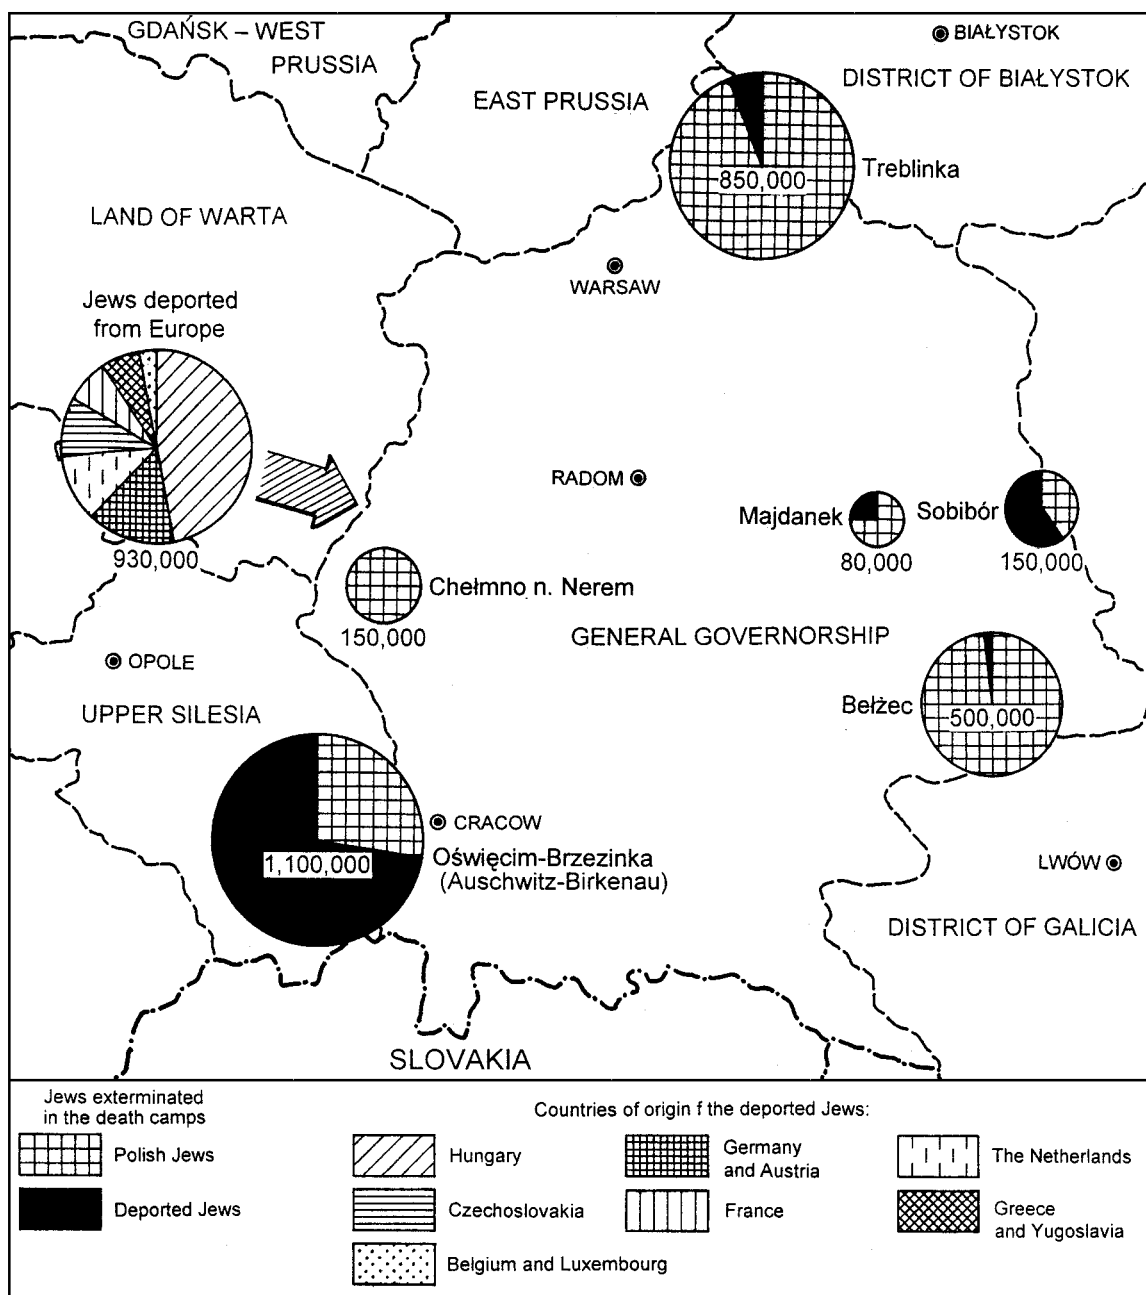 GDAŃSK – WEST
PRUSSIA
BIAŁYSTOK
EAST PRUSSIA
DISTRICT OF BIAŁYSTOK
850,000
Treblinka
LAND OF WARTA
WARSAW
Jews deported
from Europe
930,000
RADOM
Majdanek
80,000
Sobibór
150,000
Chełmno n. Nerem
150,000
GENERAL GOVERNORSHIP
OPOLE
UPPER SILESIA
Bełżec
500,000
CRACOW
1,100,000
Oświęcim-Brzezinka
(Auschwitz-Birkenau)
LWÓW
DISTRICT OF GALICIA
SLOVAKIA
Jews exterminated
in the death camps
Polish Jews
Deported Jews
Countries of origin f the deported Jews:
Hungary
Germany
and Austria
The Netherlands
Czechoslovakia
France
Greece
and Yugoslavia
Belgium and Luxembourg